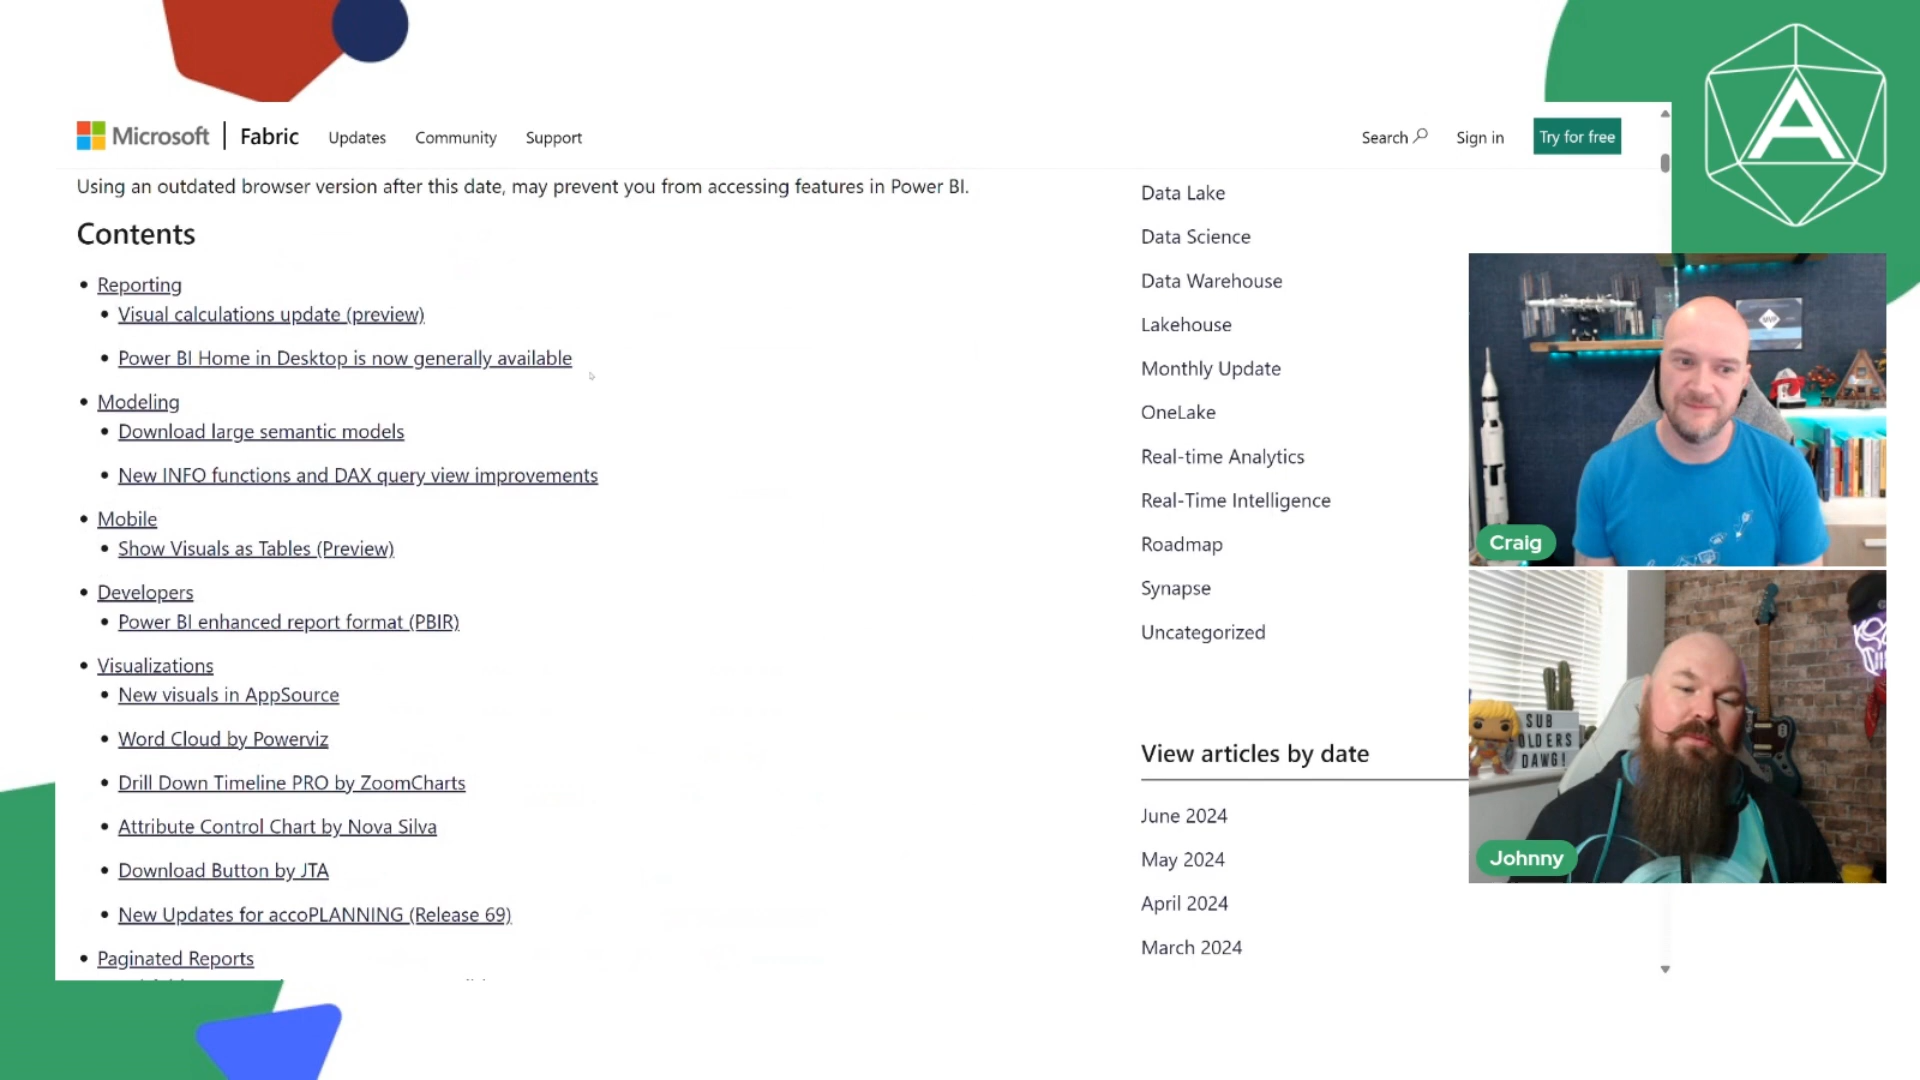 Microsoft | Fabric Updates Community Support Search Sign in Try for free
A
Using an outdated browser version after this date, may prevent you from accessing features in Power BI.
Contents
• Reporting
• Visual calculations update (preview)
• Power BI Home in Desktop is now generally available
• Modeling
• Download large semantic models
• New INFO functions and DAX query view improvements
• Mobile
• Show Visuals as Tables (Preview)
• Developers
• Power BI enhanced report format (PBIR)
• Visualizations
• New visuals in AppSource
• Word Cloud by Powerviz
• Drill Down Timeline PRO by ZoomCharts
• Attribute Control Chart by Nova Silva
• Download Button by JTA
• New Updates for accoPLANNING (Release 69)
• Paginated Reports
Data Lake
Data Science
Data Warehouse
Lakehouse
Monthly Update
OneLake
Real-time Analytics
Real-Time Intelligence
Roadmap
Synapse
Uncategorized
View articles by date
June 2024
May 2024
April 2024
March 2024
MVP
Craig
SUB
OLDERS
DAWG!
Johnny